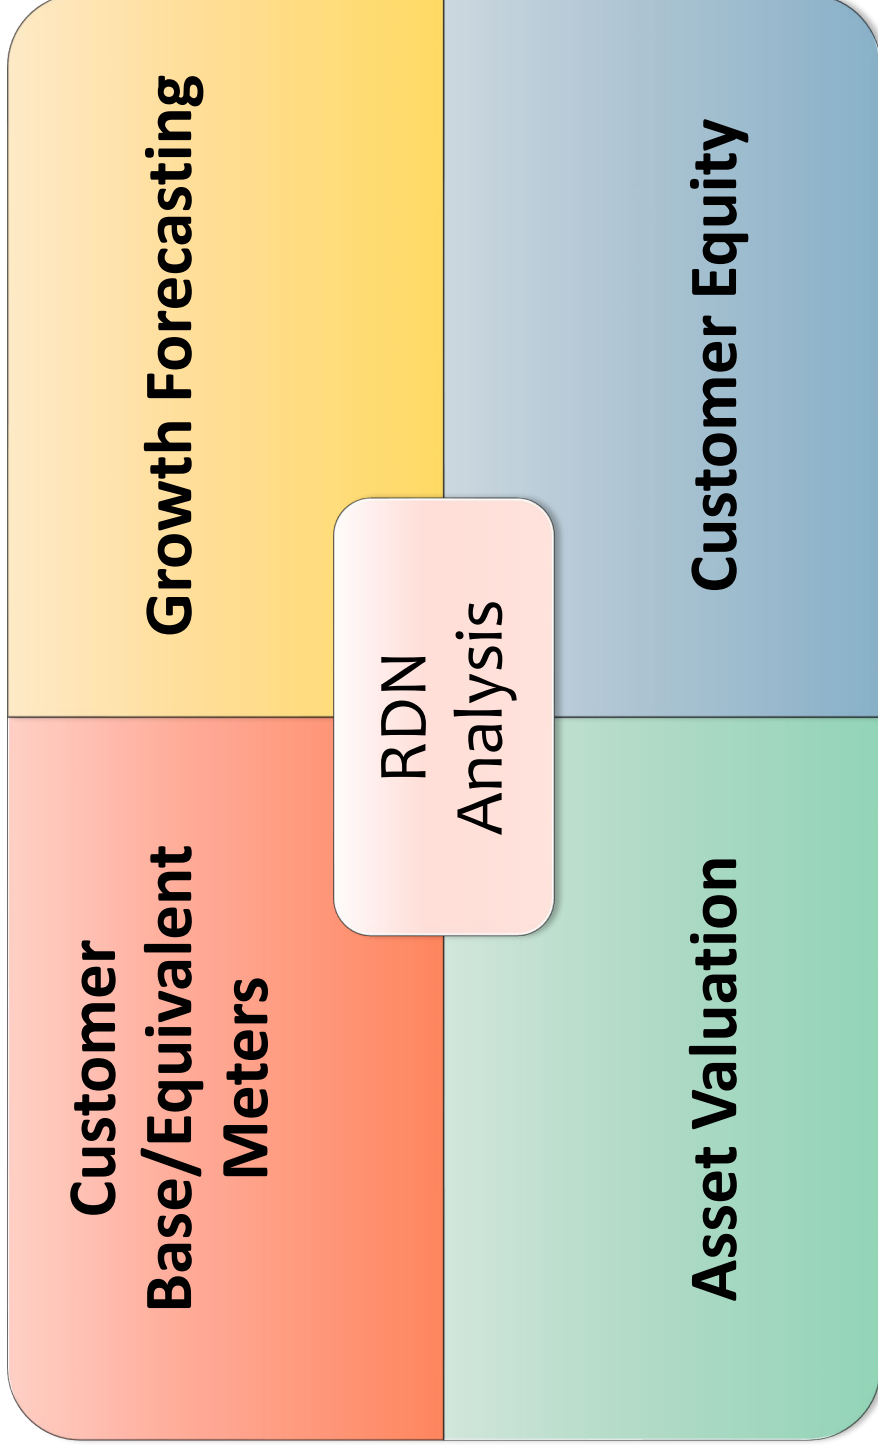 Customer
Base/Equivalent
Meters
Growth Forecasting
RDN
Analysis
Asset Valuation
Customer Equity